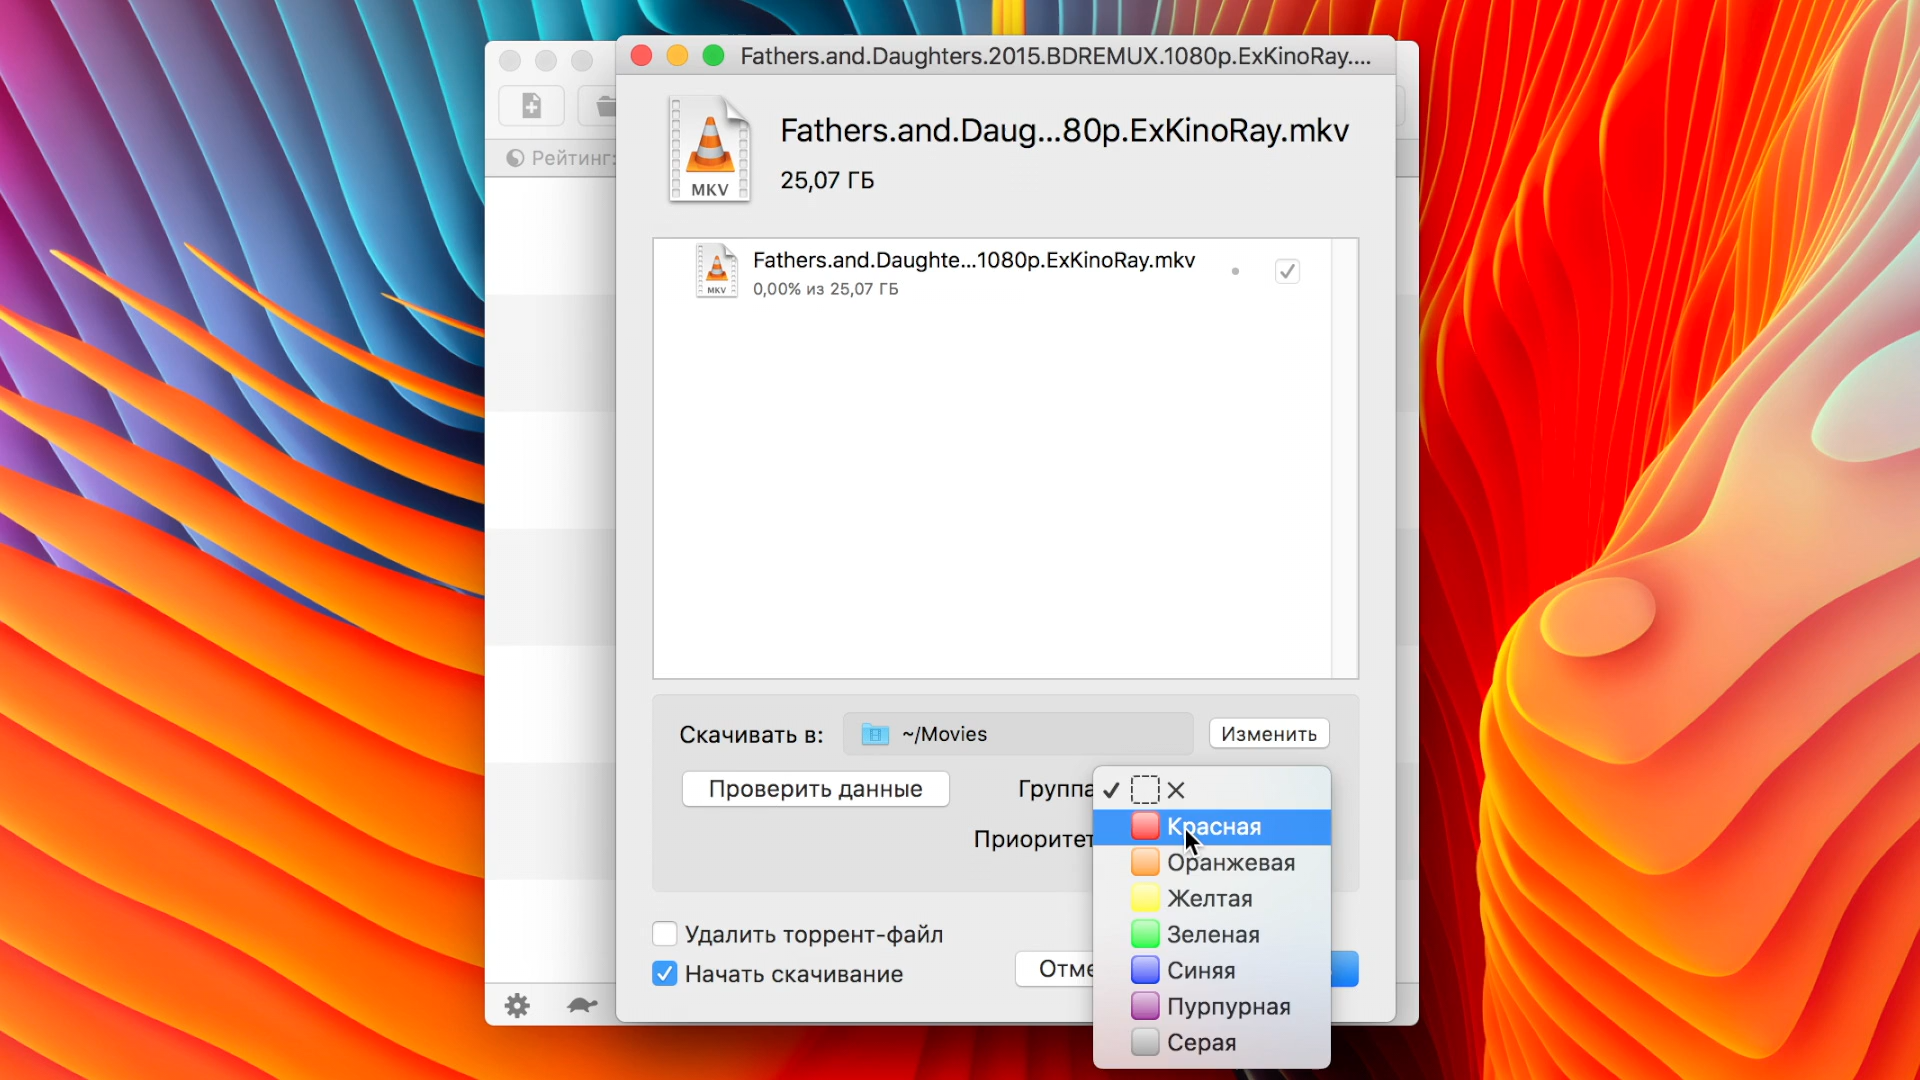 Fathers.and.Daughters.2015.BDREMUX.1080p.ExKinoRay....
Рейтинг:
MKV
Fathers.and.Daug...80p.ExKinoRay.mkv
25,07 ГБ
MKV
Fathers.and.Daughte...1080p.ExKinoRay.mkv
0,00% из 25,07 ГБ
Скачивать в:
~/Movies
Изменить
Проверить данные
Группа
Приоритет
Красная
Оранжевая
Желтая
Зеленая
Синяя
Пурпурная
Серая
Удалить торрент-файл
Начать скачивание
Отме